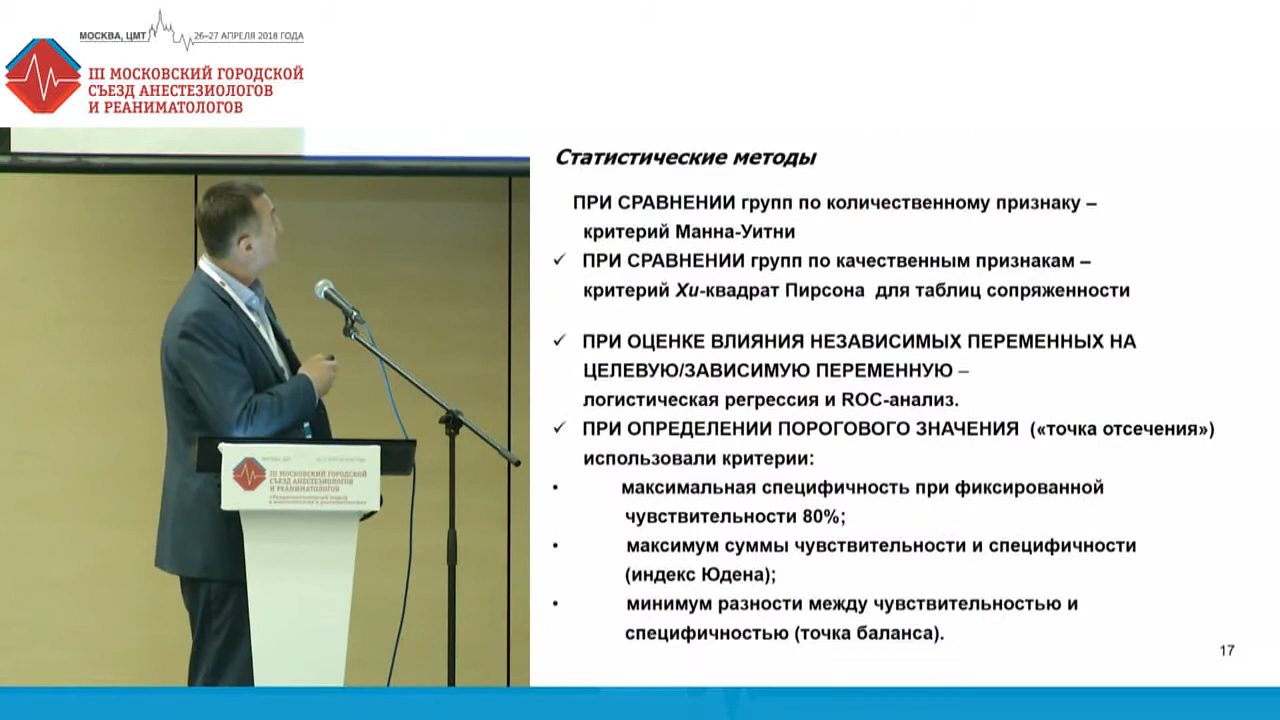 МОСКВА, ЦМТ 26–27 АПРЕЛЯ 2018 ГОДА
III МОСКОВСКИЙ ГОРОДСКОЙ
СЪЕЗД АНЕСТЕЗИОЛОГОВ
И РЕАНИМАТОЛОГОВ
Статистические методы
ПРИ СРАВНЕНИИ групп по количественному признаку –
критерий Манна-Уитни
✓ ПРИ СРАВНЕНИИ групп по качественным признакам –
критерий Хи-квадрат Пирсона для таблиц сопряженности
✓ ПРИ ОЦЕНКЕ ВЛИЯНИЯ НЕЗАВИСИМЫХ ПЕРЕМЕННЫХ НА
ЦЕЛЕВУЮ/ЗАВИСИМУЮ ПЕРЕМЕННУЮ –
логистическая регрессия и ROC-анализ.
✓ ПРИ ОПРЕДЕЛЕНИИ ПОРОГОВОГО ЗНАЧЕНИЯ («точка отсечения»)
использовали критерии:
• максимальная специфичность при фиксированной
чувствительности 80%;
• максимум суммы чувствительности и специфичности
(индекс Юдена);
• минимум разности между чувствительностью и
специфичностью (точка баланса).
17
III МОСКОВСКИЙ ГОРОДСКОЙ
СЪЕЗД АНЕСТЕЗИОЛОГОВ
И РЕАНИМАТОЛОГОВ